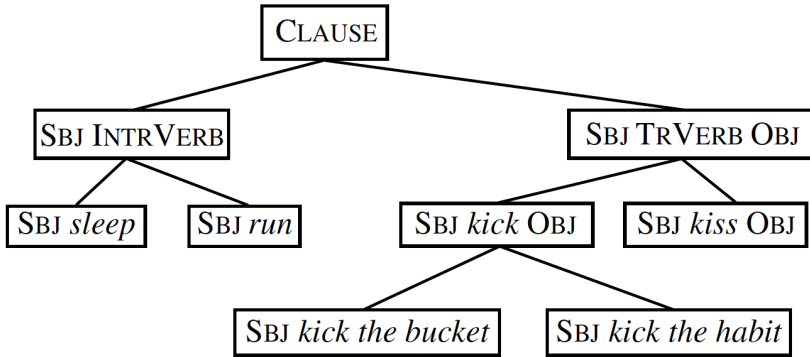 CLAUSE
SBJ INTRVERB
SBJ TRVERB OBJ
SBJ sleep
SBJ run
SBJ kick OBJ
SBJ kiss OBJ
SBJ kick the bucket
SBJ kick the habit